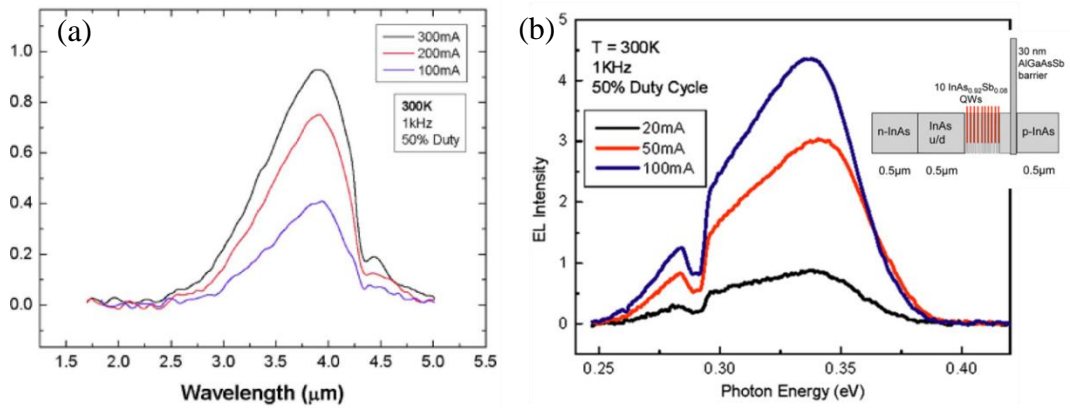 (a)
300mA
200mA
100mA
300K
1kHz
50% Duty
1.0
0.8
0.6
0.4
0.2
0.0
1.5 2.0 2.5 3.0 3.5 4.0 4.5 5.0 5.5
Wavelength (μm)
(b)
T = 300K
1KHz
50% Duty Cycle
20mA
50mA
100mA
5
4
3
2
1
0
EL Intensity
0.25 0.30 0.35 0.40
Photon Energy (eV)
30 nm
AlGaAsSb
barrier
10 InAs0.92Sb0.08
QWs
n-InAs
InAs
u/d
p-InAs
0.5μm 0.5μm 0.5μm